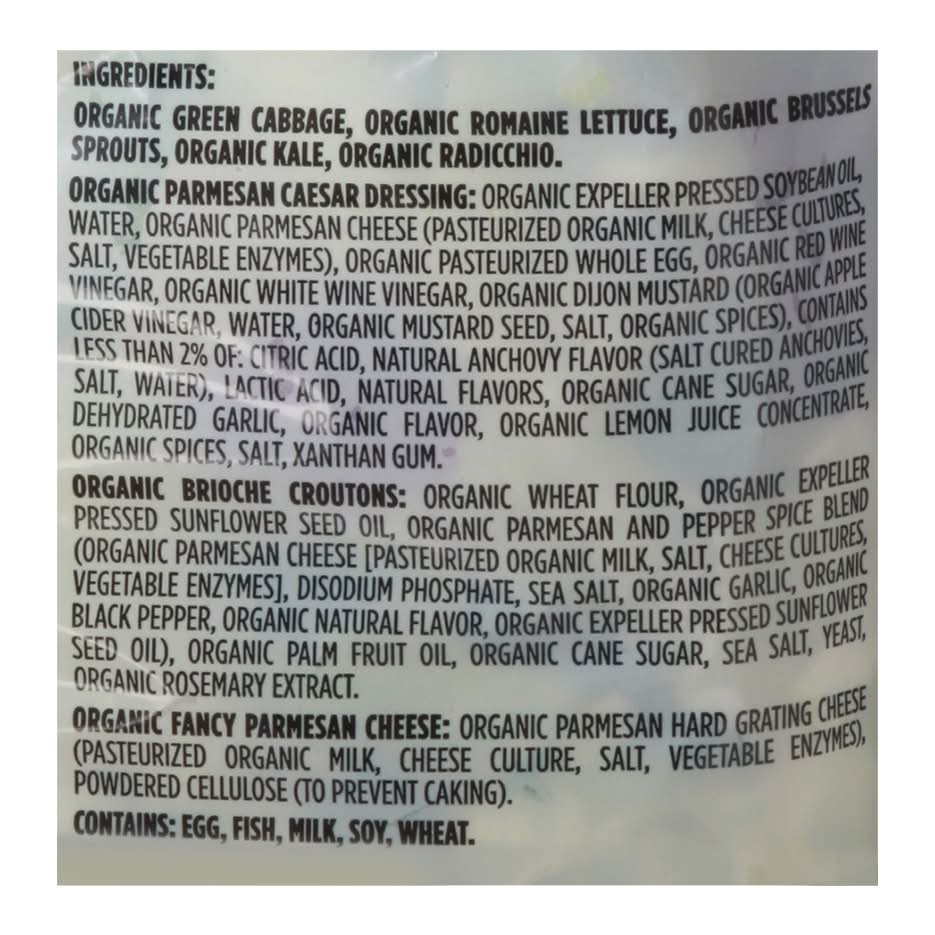 INGREDIENTS:
ORGANIC GREEN CABBAGE, ORGANIC ROMAINE LETTUCE, ORGANIC BRUSSELS
SPROUTS, ORGANIC KALE, ORGANIC RADICCHIO.
ORGANIC PARMESAN CAESAR DRESSING: ORGANIC EXPELLER PRESSED SOYBEAN OIL,
WATER, ORGANIC PARMESAN CHEESE (PASTEURIZED ORGANIC MILK, CHEESE CULTURES,
SALT, VEGETABLE ENZYMES), ORGANIC PASTEURIZED WHOLE EGG, ORGANIC RED WINE
VINEGAR, ORGANIC WHITE WINE VINEGAR, ORGANIC DIJON MUSTARD (ORGANIC APPLE
CIDER VINEGAR, WATER, ORGANIC MUSTARD SEED, SALT, ORGANIC SPICES), CONTAINS
LESS THAN 2% OF: CITRIC ACID, NATURAL ANCHOVY FLAVOR (SALT CURED ANCHOVIES,
SALT, WATER), LACTIC ACID, NATURAL FLAVORS, ORGANIC CANE SUGAR, ORGANIC
DEHYDRATED GARLIC, ORGANIC FLAVOR, ORGANIC LEMON JUICE CONCENTRATE,
ORGANIC SPICES, SALT, XANTHAN GUM.
ORGANIC BRIOCHE CROUTONS: ORGANIC WHEAT FLOUR, ORGANIC EXPELLER
PRESSED SUNFLOWER SEED OIL, ORGANIC PARMESAN AND PEPPER SPICE BLEND
(ORGANIC PARMESAN CHEESE [PASTEURIZED ORGANIC MILK, SALT, CHEESE CULTURES,
VEGETABLE ENZYMES], DISODIUM PHOSPHATE, SEA SALT, ORGANIC GARLIC, ORGANIC
BLACK PEPPER, ORGANIC NATURAL FLAVOR, ORGANIC EXPELLER PRESSED SUNFLOWER
SEED OIL), ORGANIC PALM FRUIT OIL, ORGANIC CANE SUGAR, SEA SALT, YEAST,
ORGANIC ROSEMARY EXTRACT.
ORGANIC FANCY PARMESAN CHEESE: ORGANIC PARMESAN HARD GRATING CHEESE
(PASTEURIZED ORGANIC MILK, CHEESE CULTURE, SALT, VEGETABLE ENZYMES),
POWDERED CELLULOSE (TO PREVENT CAKING).
CONTAINS: EGG, FISH, MILK, SOY, WHEAT.